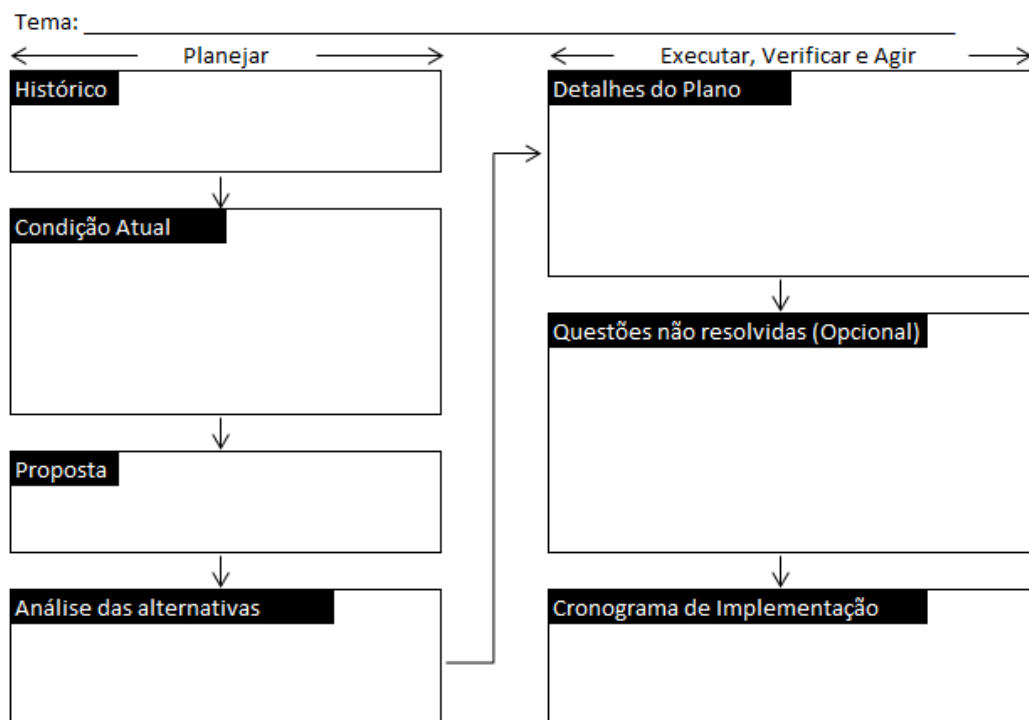 Tema:
Planejar
Histórico
Condição Atual
Proposta
Análise das alternativas
Executar, Verificar e Agir
Detalhes do Plano
Questões não resolvidas (Opcional)
Cronograma de Implementação